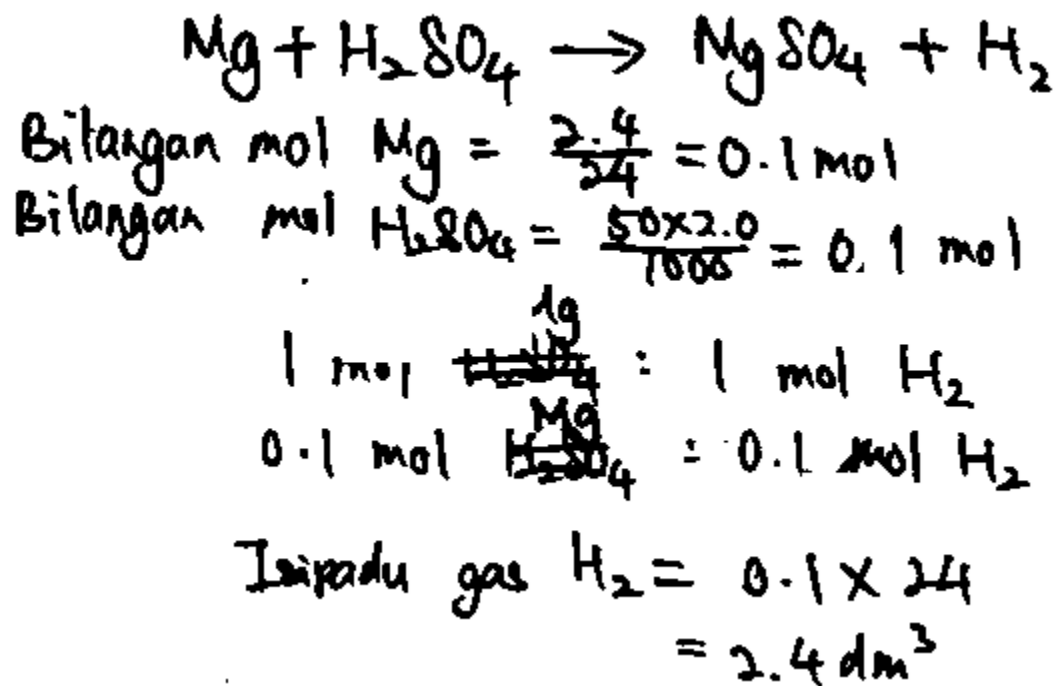 Mg + H₂SO₄ → MgSO₄ + H₂
Bilangan mol Mg = 2.4/24 = 0.1 mol
Bilangan mol H₂SO₄ = 50×2.0/1000 = 0.1 mol
1 mol : 1 mol H₂
0.1 mol Mg : 0.1 mol H₂
Isipadu gas H₂ = 0.1 × 24
= 2.4 dm³